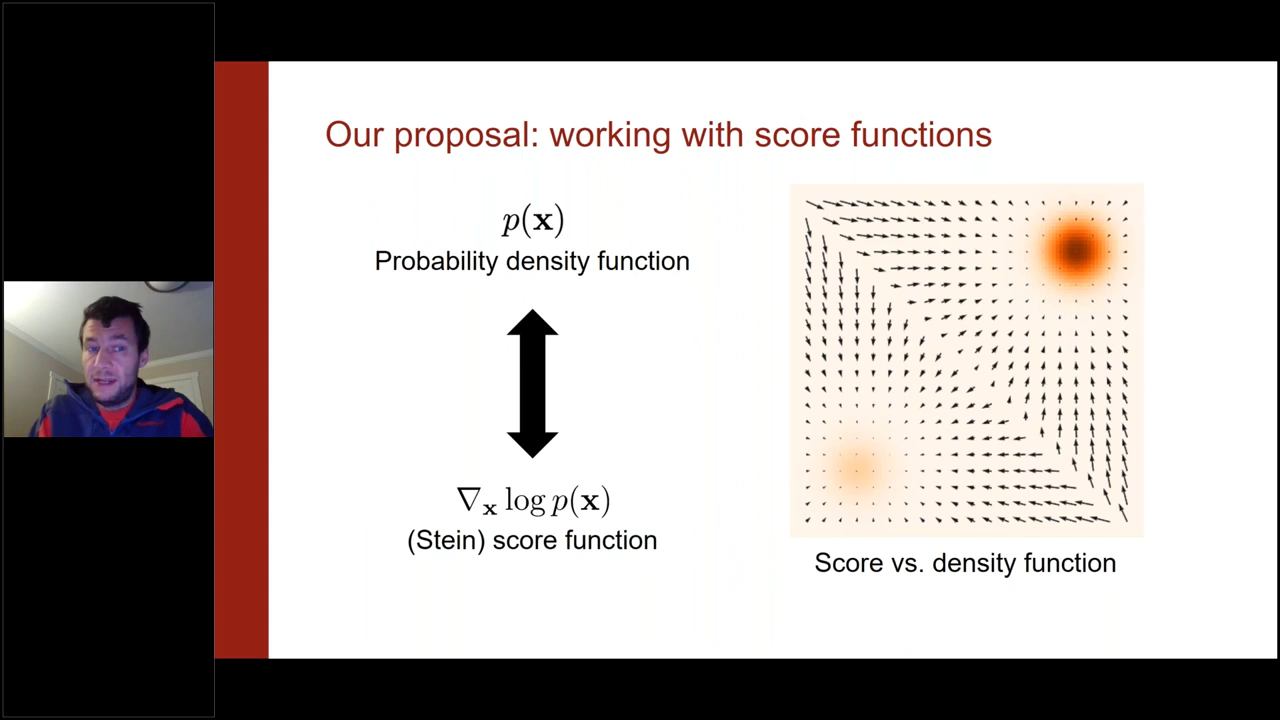 Our proposal: working with score functions
p(x)
Probability density function
∇ₓ log p(x)
(Stein) score function
Score vs. density function